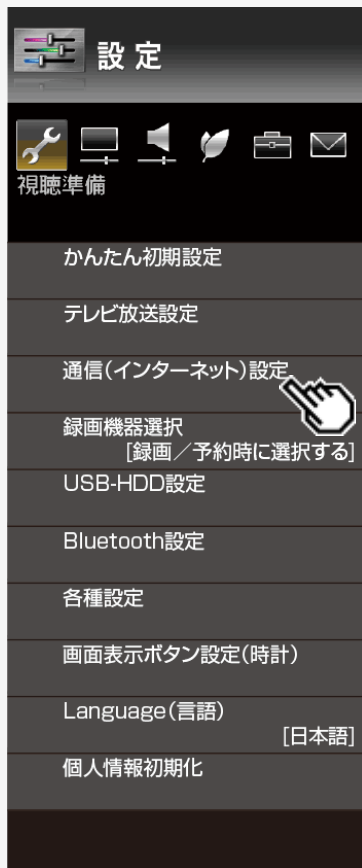 設定
視聴準備
かんたん初期設定
テレビ放送設定
通信(インターネット)設定
録画機器選択
[録画／予約時に選択する]
USB-HDD設定
Bluetooth設定
各種設定
画面表示ボタン設定(時計)
Language(言語)
[日本語]
個人情報初期化